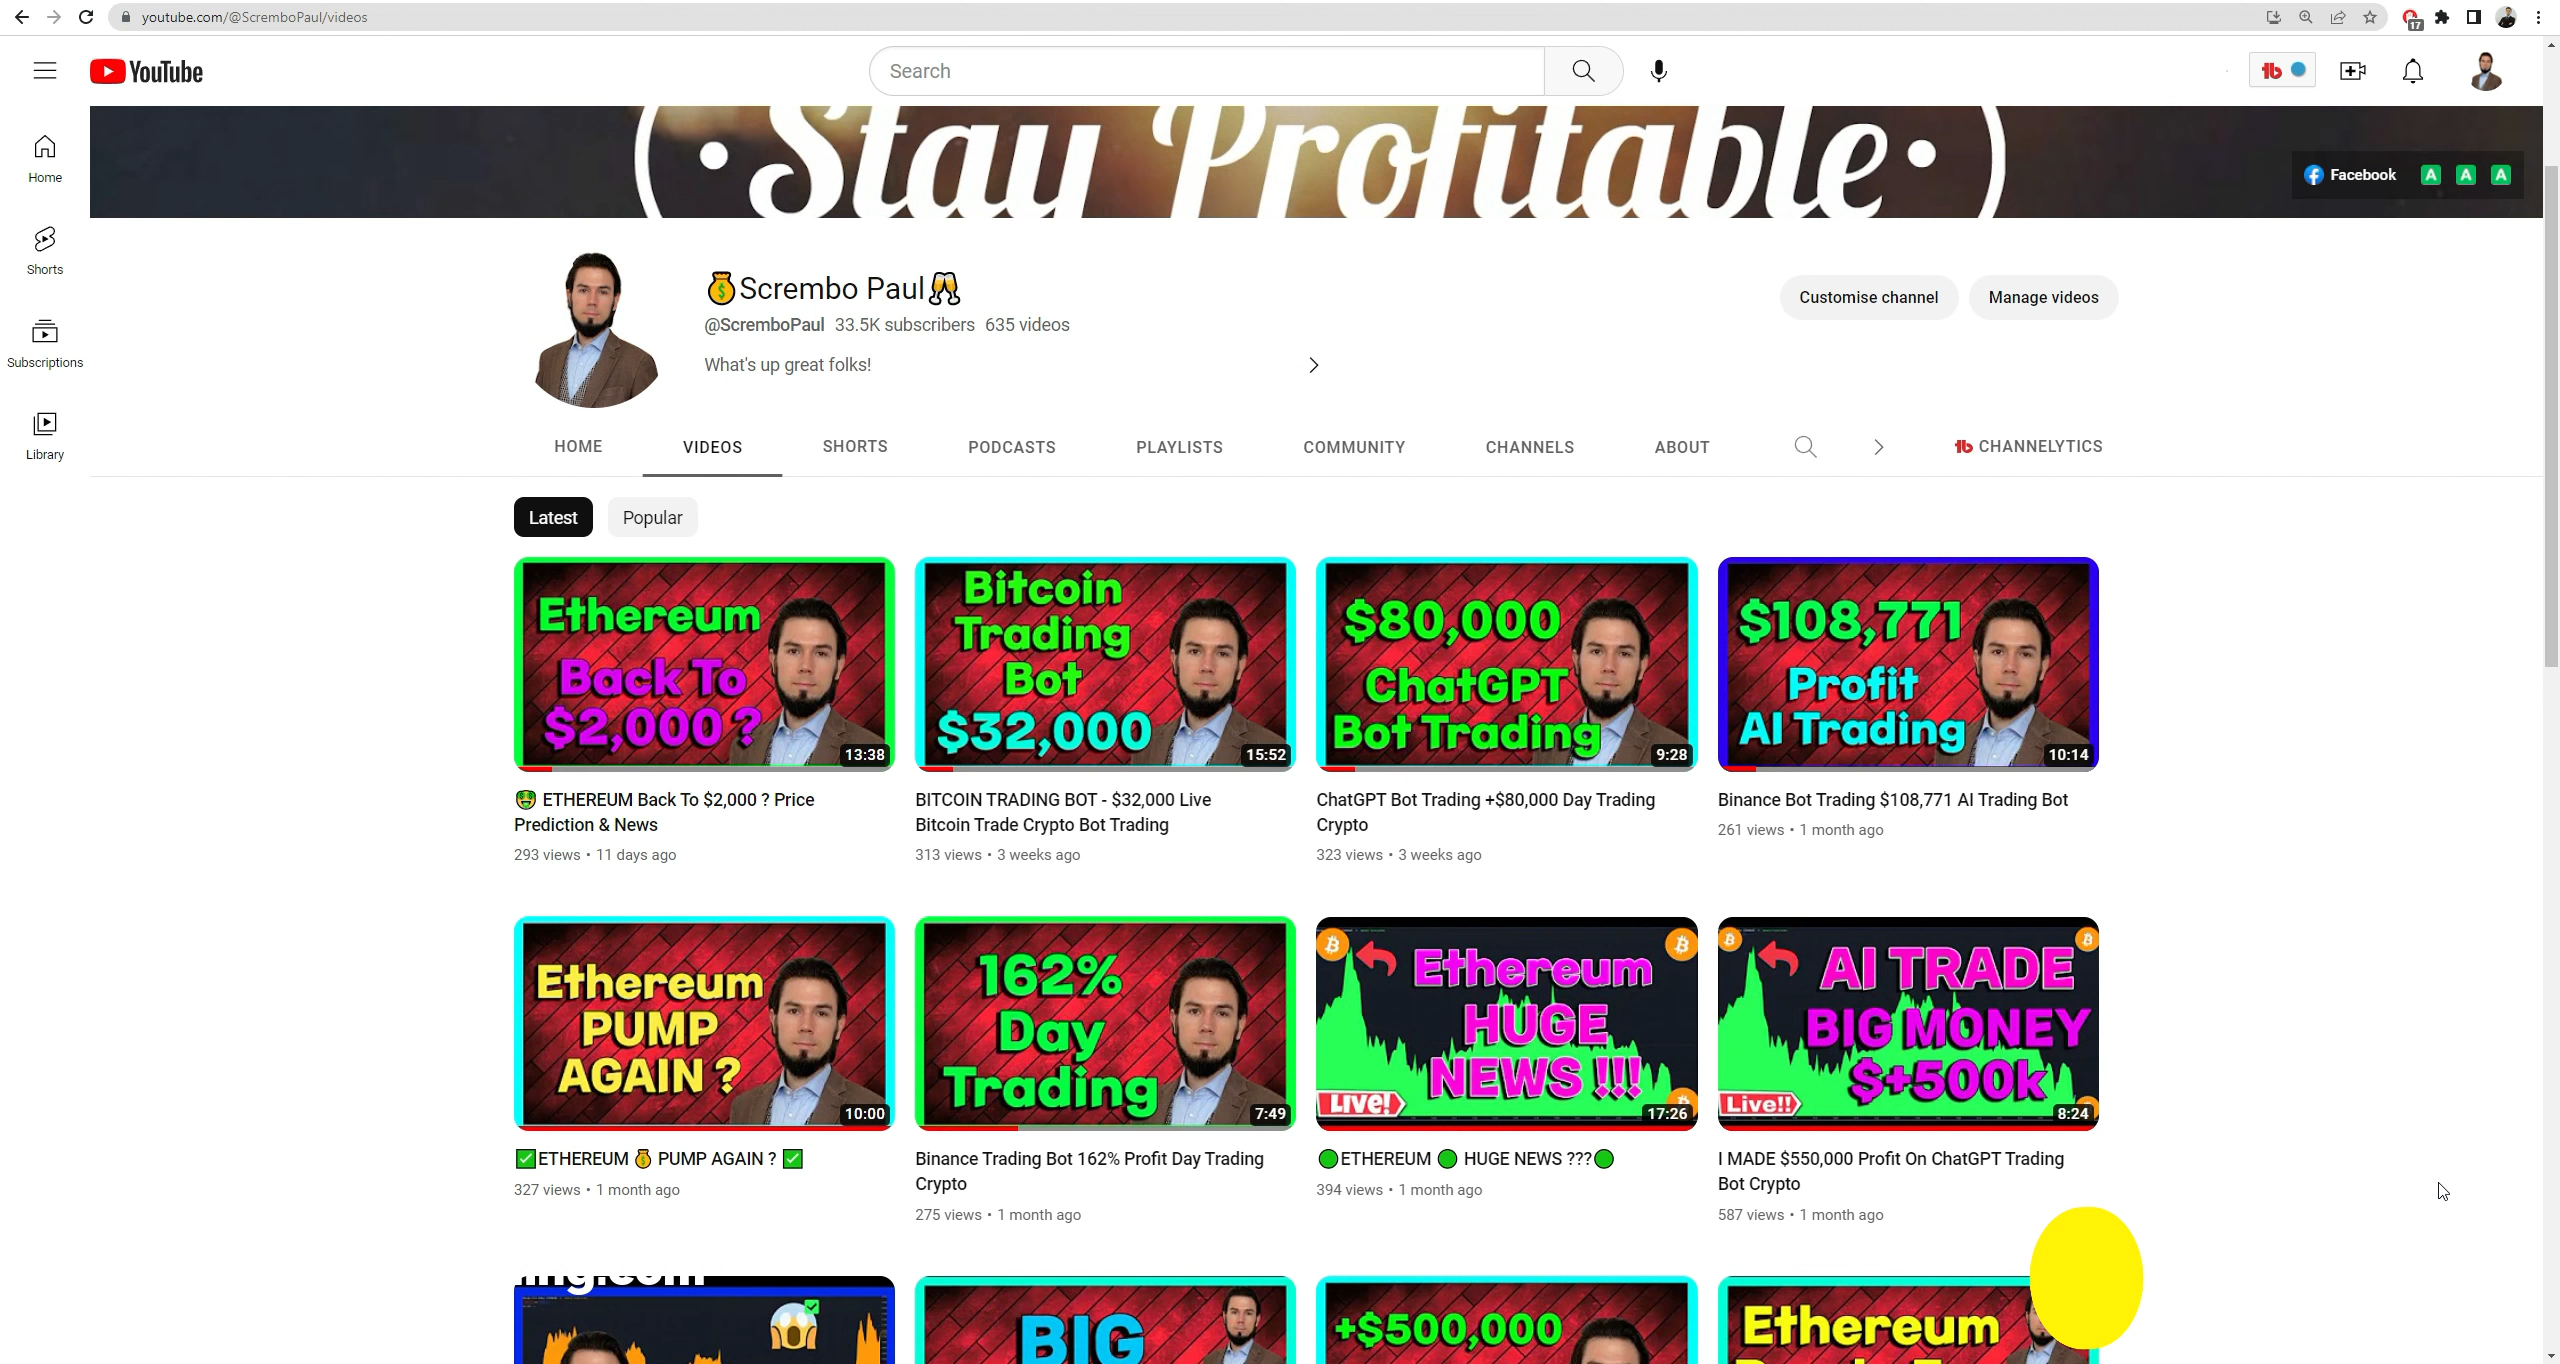 youtube.com/@ScremboPaul/videos
17
YouTube
Search
Home
Shorts
Subscriptions
Library
(·Stay Profitable·)
Facebook
A A A
💰Scrembo Paul🥂
@ScremboPaul 33.5K subscribers 635 videos
What's up great folks!
Customise channel
Manage videos
HOME VIDEOS SHORTS PODCASTS PLAYLISTS COMMUNITY CHANNELS ABOUT CHANNELYTICS
Latest Popular
Ethereum
Back To
$2,000 ?
13:38
Bitcoin
Trading
Bot
$32,000
15:52
$80,000
ChatGPT
Bot Trading
9:28
$108,771
Profit
AI Trading
10:14
🤑 ETHEREUM Back To $2,000 ? Price
Prediction & News
293 views • 11 days ago
BITCOIN TRADING BOT - $32,000 Live
Bitcoin Trade Crypto Bot Trading
313 views • 3 weeks ago
ChatGPT Bot Trading +$80,000 Day Trading
Crypto
323 views • 3 weeks ago
Binance Bot Trading $108,771 AI Trading Bot
261 views • 1 month ago
Ethereum
PUMP
AGAIN ?
10:00
162%
Day
Trading
7:49
Ethereum
HUGE
NEWS !!!
LIVE!
17:26
AI TRADE
BIG MONEY
$+500k
Live!!
8:24
✅ETHEREUM 💰 PUMP AGAIN ? ✅
327 views • 1 month ago
Binance Trading Bot 162% Profit Day Trading
Crypto
275 views • 1 month ago
🟢ETHEREUM 🟢 HUGE NEWS ???🟢
394 views • 1 month ago
I MADE $550,000 Profit On ChatGPT Trading
Bot Crypto
587 views • 1 month ago
BIG
+$500,000
Ethereum